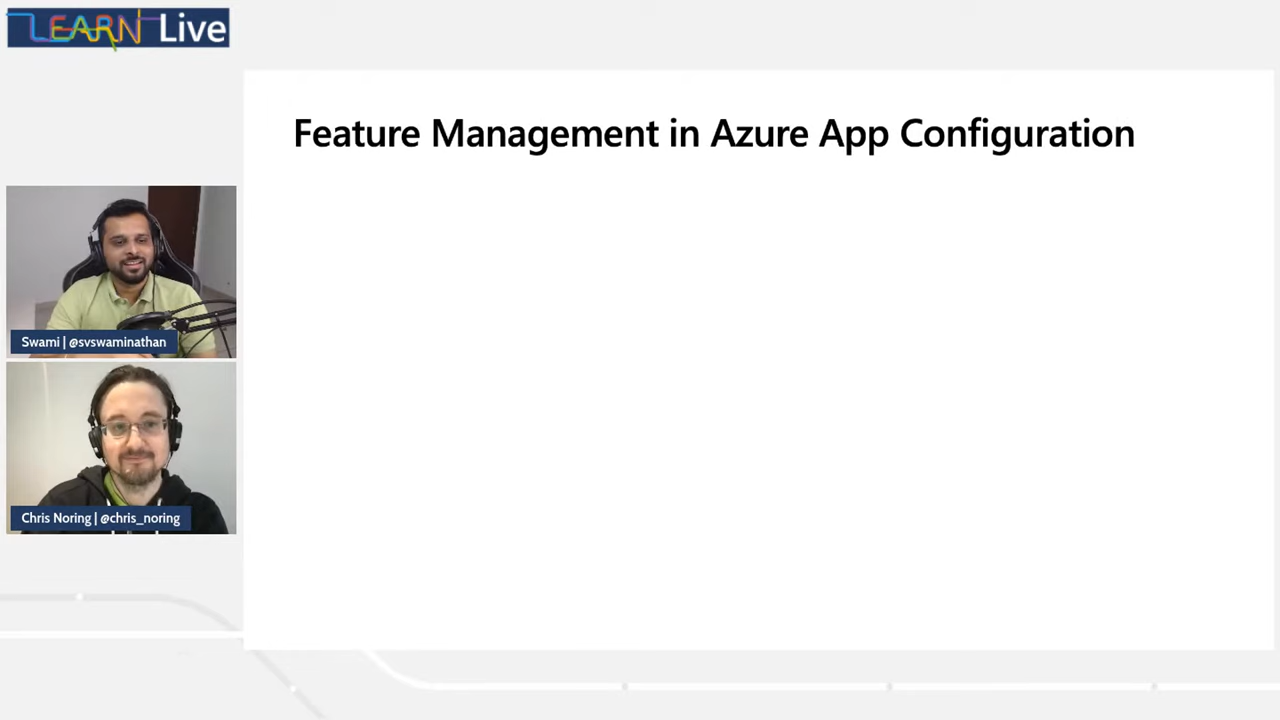 LEARN Live
Feature Management in Azure App Configuration
Swami | @svswaminathan
Chris Noring | @chris_noring